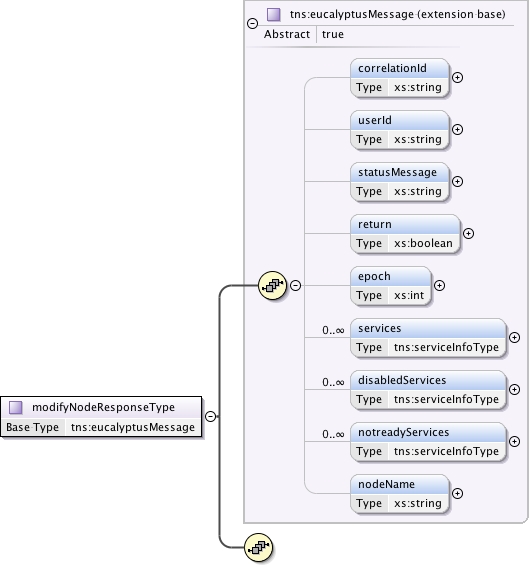 tns:eucalyptusMessage (extension base)
Abstract true
correlationId
Type xs:string
userId
Type xs:string
statusMessage
Type xs:string
return
Type xs:boolean
epoch
Type xs:int
0..∞ services
Type tns:serviceInfoType
0..∞ disabledServices
Type tns:serviceInfoType
0..∞ notreadyServices
Type tns:serviceInfoType
modifyNodeResponseType
Base Type tns:eucalyptusMessage
nodeName
Type xs:string